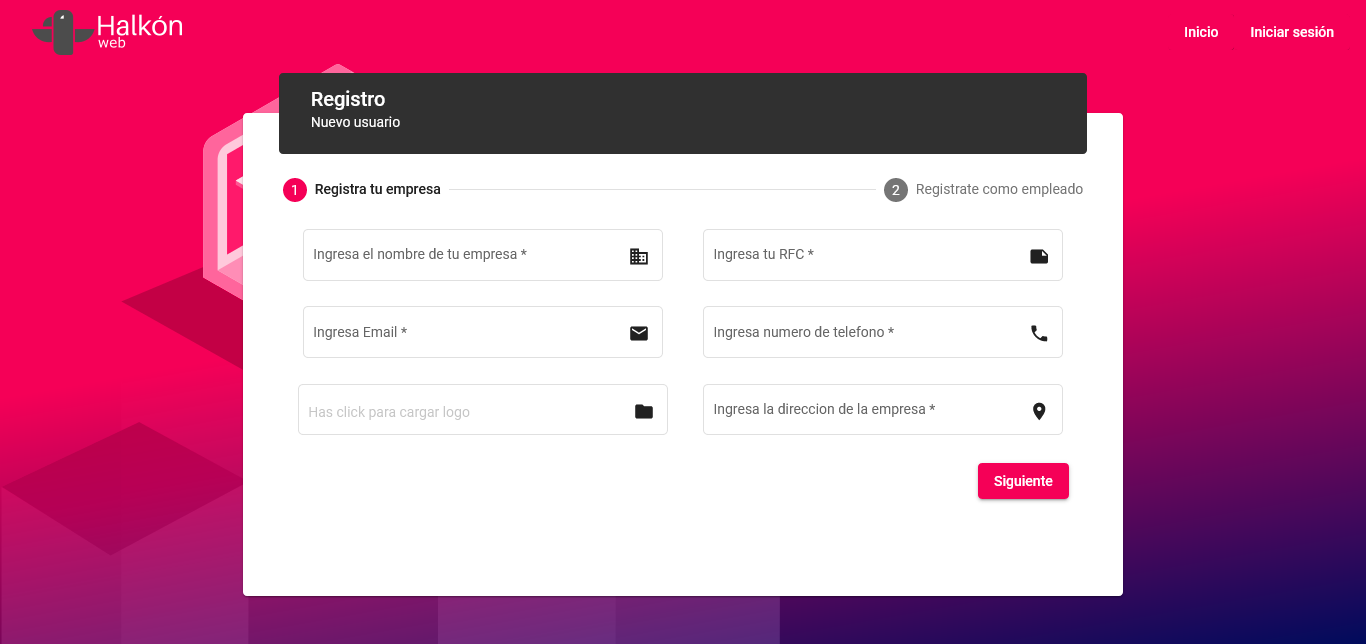 Halkón
web
Inicio
Iniciar sesión
Registro
Nuevo usuario
1 Registra tu empresa
2 Registrate como empleado
Ingresa el nombre de tu empresa *
Ingresa tu RFC *
Ingresa Email *
Ingresa numero de telefono *
Has click para cargar logo
Ingresa la direccion de la empresa *
Siguiente